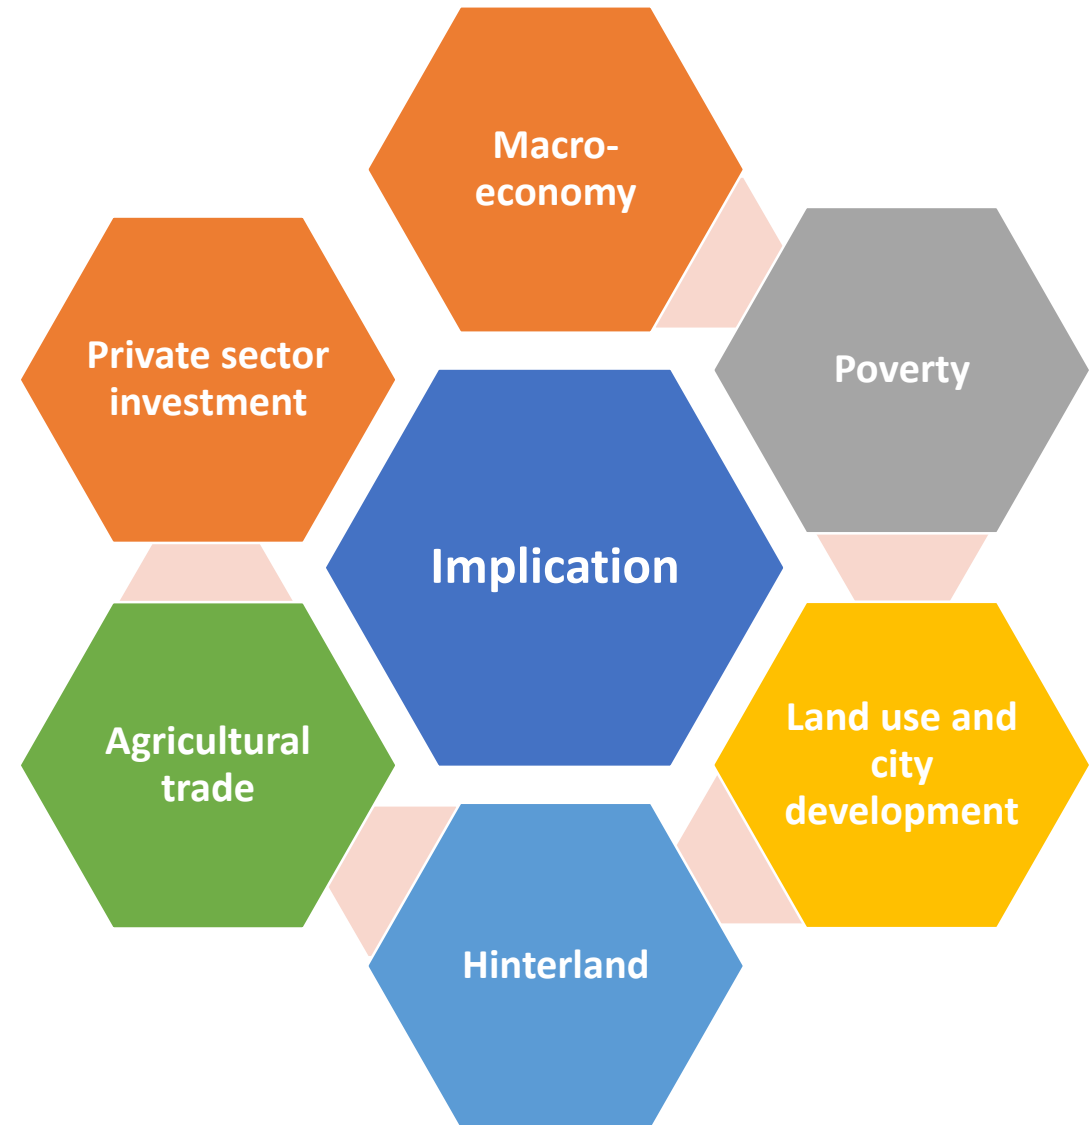 Macro-
economy
Private sector
investment
Poverty
Implication
Agricultural
trade
Land use and
city
development
Hinterland